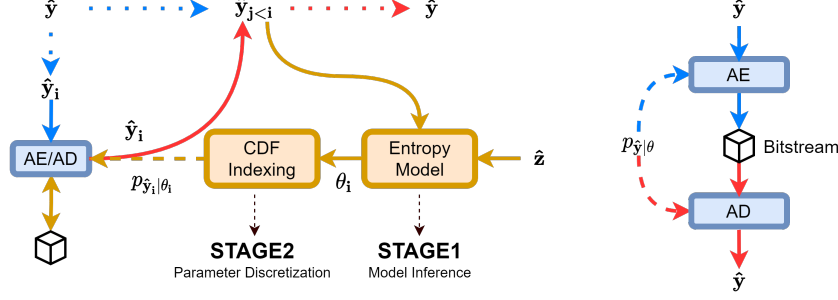 ŷ
y_{j<i}
ŷ
ŷ_i
ŷ_i
AE/AD
CDF
Indexing
Entropy
Model
ẑ
p_{ŷ_i|θ_i}
θ_i
STAGE2
Parameter Discretization
STAGE1
Model Inference
ŷ
AE
p_{ŷ|θ}
Bitstream
AD
ŷ